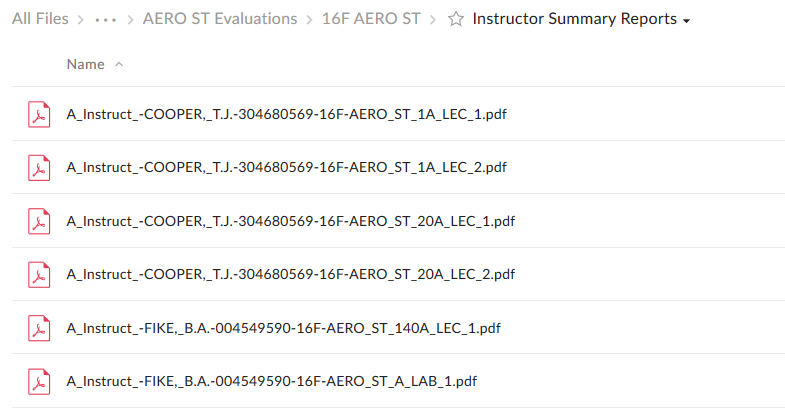 All Files > ... > AERO ST Evaluations > 16F AERO ST > Instructor Summary Reports
Name
A_Instruct_-COOPER,_T.J.-304680569-16F-AERO_ST_1A_LEC_1.pdf
A_Instruct_-COOPER,_T.J.-304680569-16F-AERO_ST_1A_LEC_2.pdf
A_Instruct_-COOPER,_T.J.-304680569-16F-AERO_ST_20A_LEC_1.pdf
A_Instruct_-COOPER,_T.J.-304680569-16F-AERO_ST_20A_LEC_2.pdf
A_Instruct_-FIKE,_B.A.-004549590-16F-AERO_ST_140A_LEC_1.pdf
A_Instruct_-FIKE,_B.A.-004549590-16F-AERO_ST_A_LAB_1.pdf